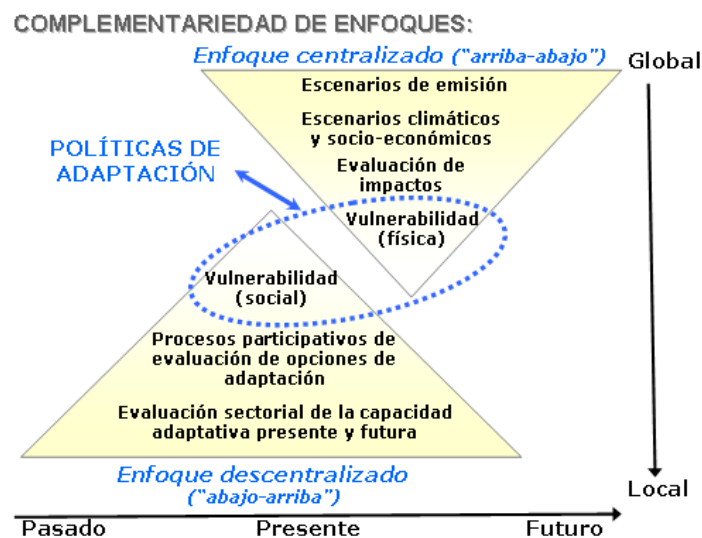 COMPLEMENTARIEDAD DE ENFOQUES:
Enfoque centralizado ("arriba-abajo")
Global
Escenarios de emisión
Escenarios climáticos
y socio-económicos
POLÍTICAS DE
ADAPTACIÓN
Evaluación de
impactos
Vulnerabilidad
(física)
Vulnerabilidad
(social)
Procesos participativos de
evaluación de opciones de
adaptación
Evaluación sectorial de la capacidad
adaptativa presente y futura
Enfoque descentralizado
("abajo-arriba")
Local
Pasado Presente Futuro